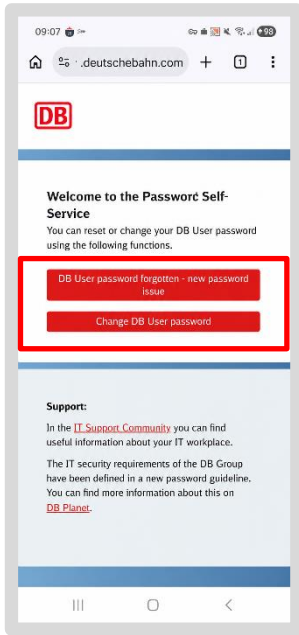 09:07
98
.deutschebahn.com
1
DB
Welcome to the Password Self-
Service
You can reset or change your DB User password
using the following functions.
DB User password forgotten - new password
issue
Change DB User password
Support:
In the IT Support Community you can find
useful information about your IT workplace.
The IT security requirements of the DB Group
have been defined in a new password guideline.
You can find more information about this on
DB Planet.